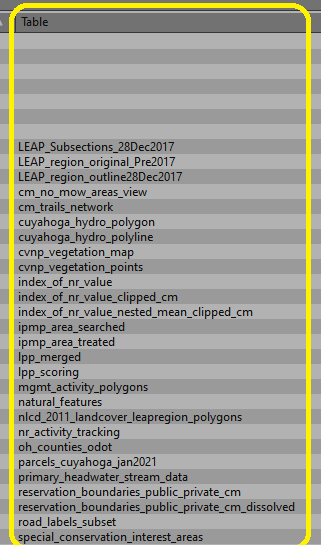 Table
LEAP_Subsections_28Dec2017
LEAP_region_original_Pre2017
LEAP_region_outline28Dec2017
cm_no_mow_areas_view
cm_trails_network
cuyahoga_hydro_polygon
cuyahoga_hydro_polyline
cvnp_vegetation_map
cvnp_vegetation_points
index_of_nr_value
index_of_nr_value_clipped_cm
index_of_nr_value_nested_mean_clipped_cm
ipmp_area_searched
ipmp_area_treated
lpp_merged
lpp_scoring
mgmt_activity_polygons
natural_features
nlcd_2011_landcover_leapregion_polygons
nr_activity_tracking
oh_counties_odot
parcels_cuyahoga_jan2021
primary_headwater_stream_data
reservation_boundaries_public_private_cm
reservation_boundaries_public_private_cm_dissolved
road_labels_subset
special_conservation_interest_areas